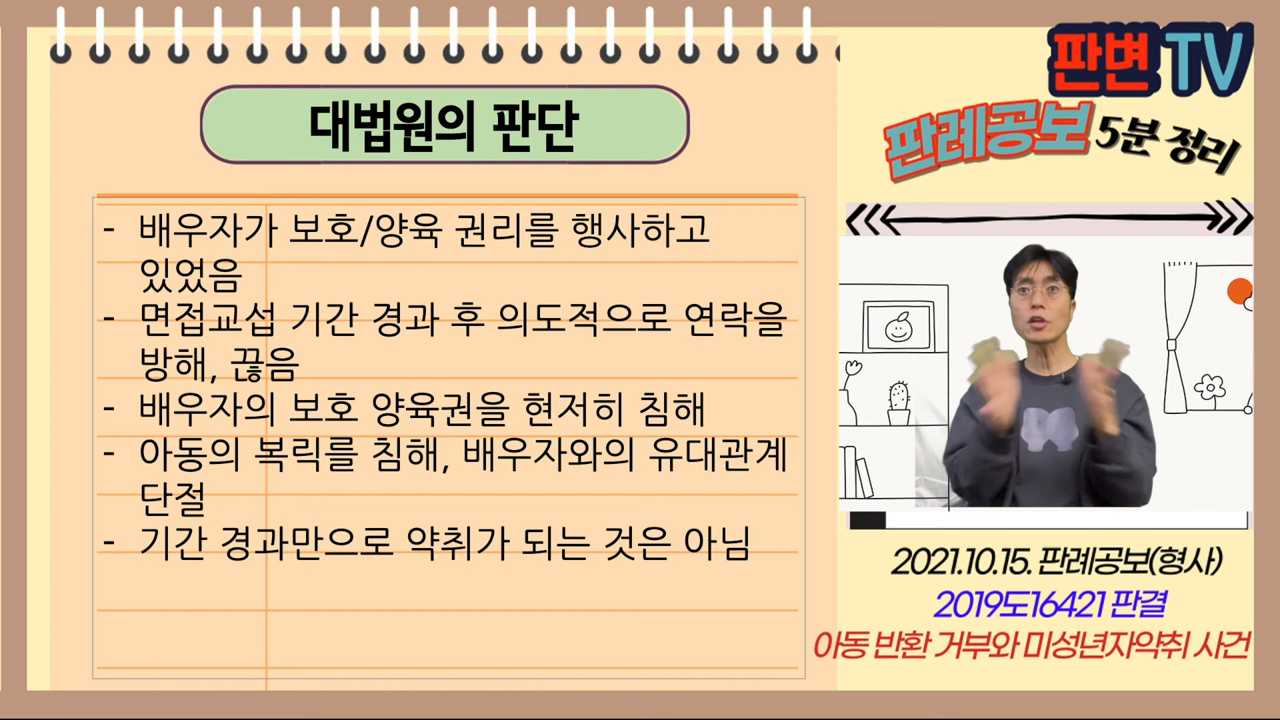 판변 TV
판례공보 5분 정리
대법원의 판단
- 배우자가 보호/양육 권리를 행사하고
있었음
- 면접교섭 기간 경과 후 의도적으로 연락을
방해, 끊음
- 배우자의 보호 양육권을 현저히 침해
- 아동의 복릭를 침해, 배우자와의 유대관계
단절
- 기간 경과만으로 약취가 되는 것은 아님
2021.10.15. 판례공보(형사)
2019도16421 판결
아동 반환 거부와 미성년자약취 사건